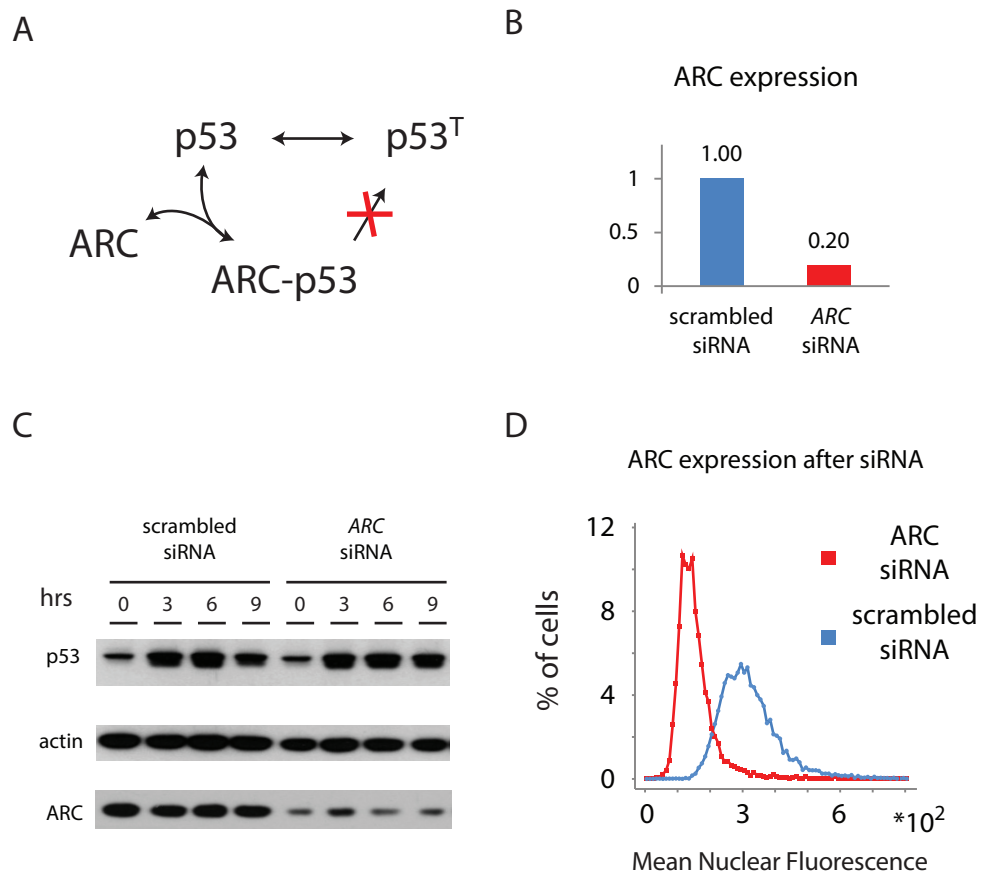 A
p53
p53T
ARC
ARC-p53
B
ARC expression
1.00
0.20
1
0.5
0
scrambled
siRNA
ARC
siRNA
C
scrambled
siRNA
ARC
siRNA
hrs
0 3 6 9 0 3 6 9
p53
actin
ARC
D
ARC expression after siRNA
12
8
4
0
% of cells
ARC
siRNA
scrambled
siRNA
0 3 6 *10²
Mean Nuclear Fluorescence